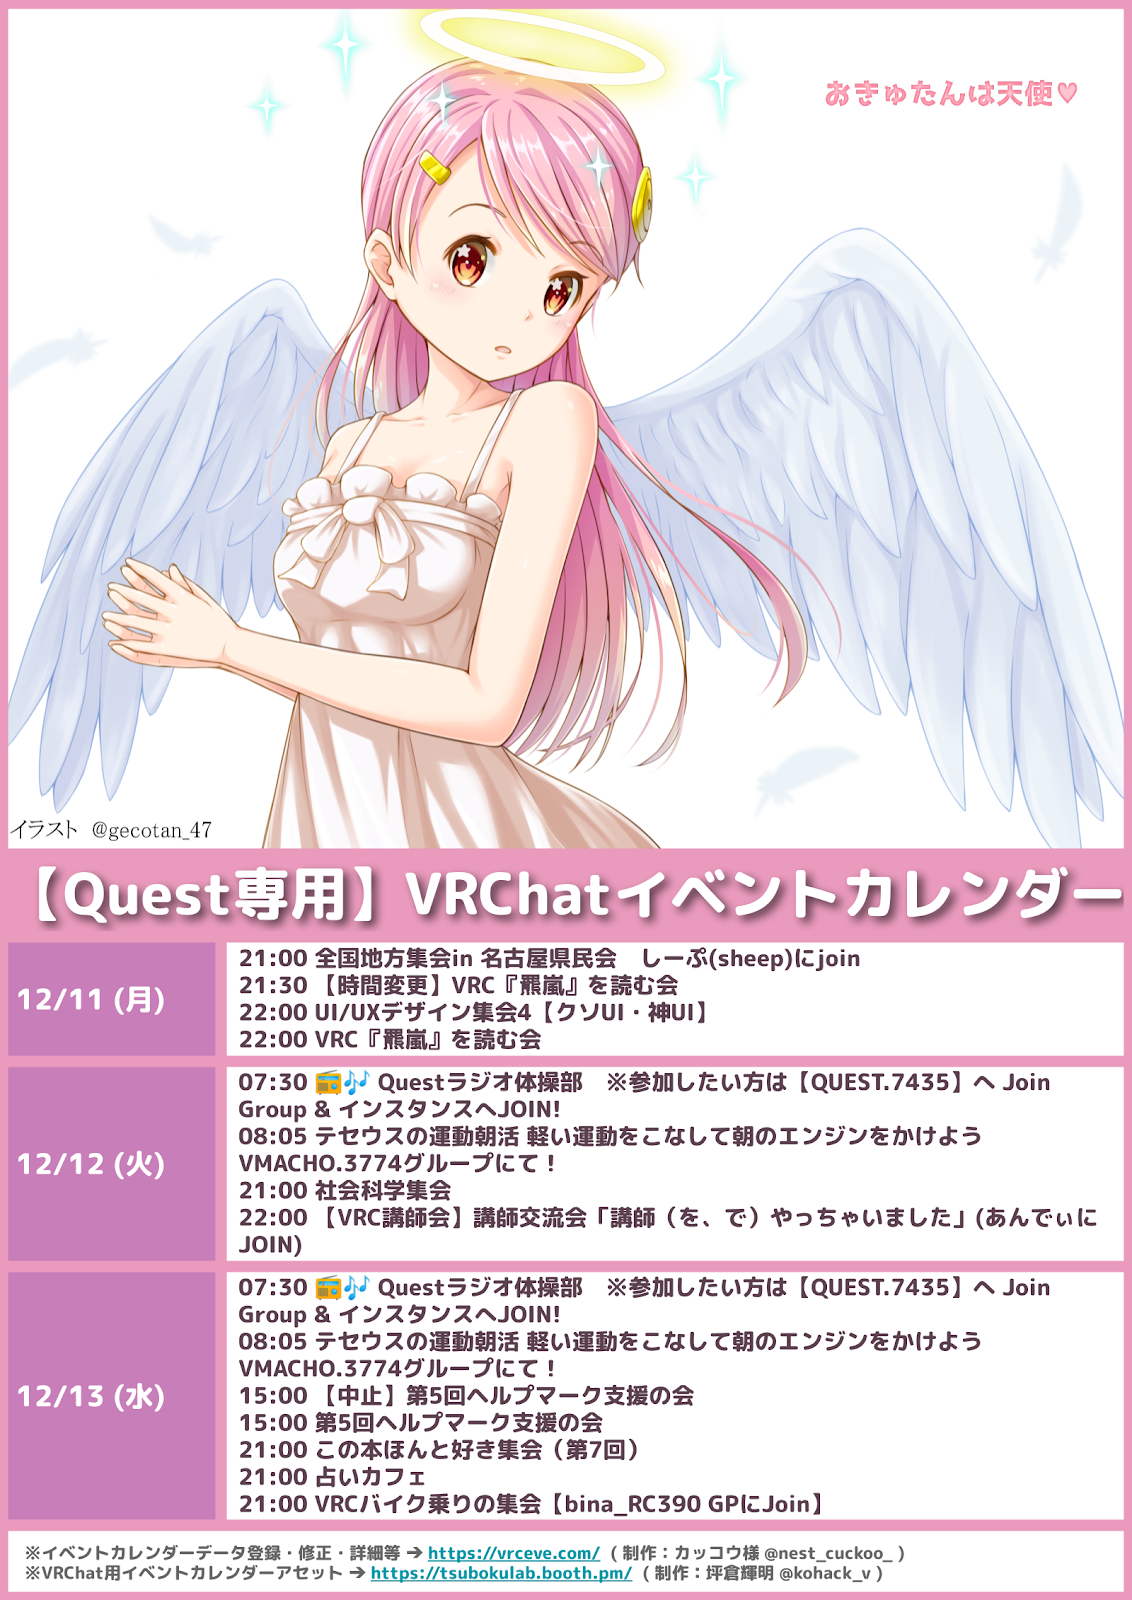 おきゅたんは天使♥
イラスト @gecotan_47
【Quest専用】VRChatイベントカレンダー
12/11 (月)
21:00 全国地方集会in 名古屋県民会　しーぷ(sheep)にjoin
21:30 【時間変更】VRC『羆嵐』を読む会
22:00 UI/UXデザイン集会4【クソUI・神UI】
22:00 VRC『羆嵐』を読む会
12/12 (火)
07:30 📻🎶 Questラジオ体操部　※参加したい方は【QUEST.7435】へ Join
Group & インスタンスへJOIN!
08:05 テセウスの運動朝活 軽い運動をこなして朝のエンジンをかけよう
VMACHO.3774グループにて！
21:00 社会科学集会
22:00 【VRC講師会】講師交流会「講師（を、で）やっちゃいました」(あんでぃに
JOIN)
12/13 (水)
07:30 📻🎶 Questラジオ体操部　※参加したい方は【QUEST.7435】へ Join
Group & インスタンスへJOIN!
08:05 テセウスの運動朝活 軽い運動をこなして朝のエンジンをかけよう
VMACHO.3774グループにて！
15:00 【中止】第5回ヘルプマーク支援の会
15:00 第5回ヘルプマーク支援の会
21:00 この本ほんと好き集会（第7回）
21:00 占いカフェ
21:00 VRCバイク乗りの集会【bina_RC390 GPにJoin】
※イベントカレンダーデータ登録・修正・詳細等 ➔ https://vrceve.com/ （制作：カッコウ様 @nest_cuckoo_ ）
※VRChat用イベントカレンダーアセット ➔ https://tsubokulab.booth.pm/ （制作：坪倉輝明 @kohack_v ）